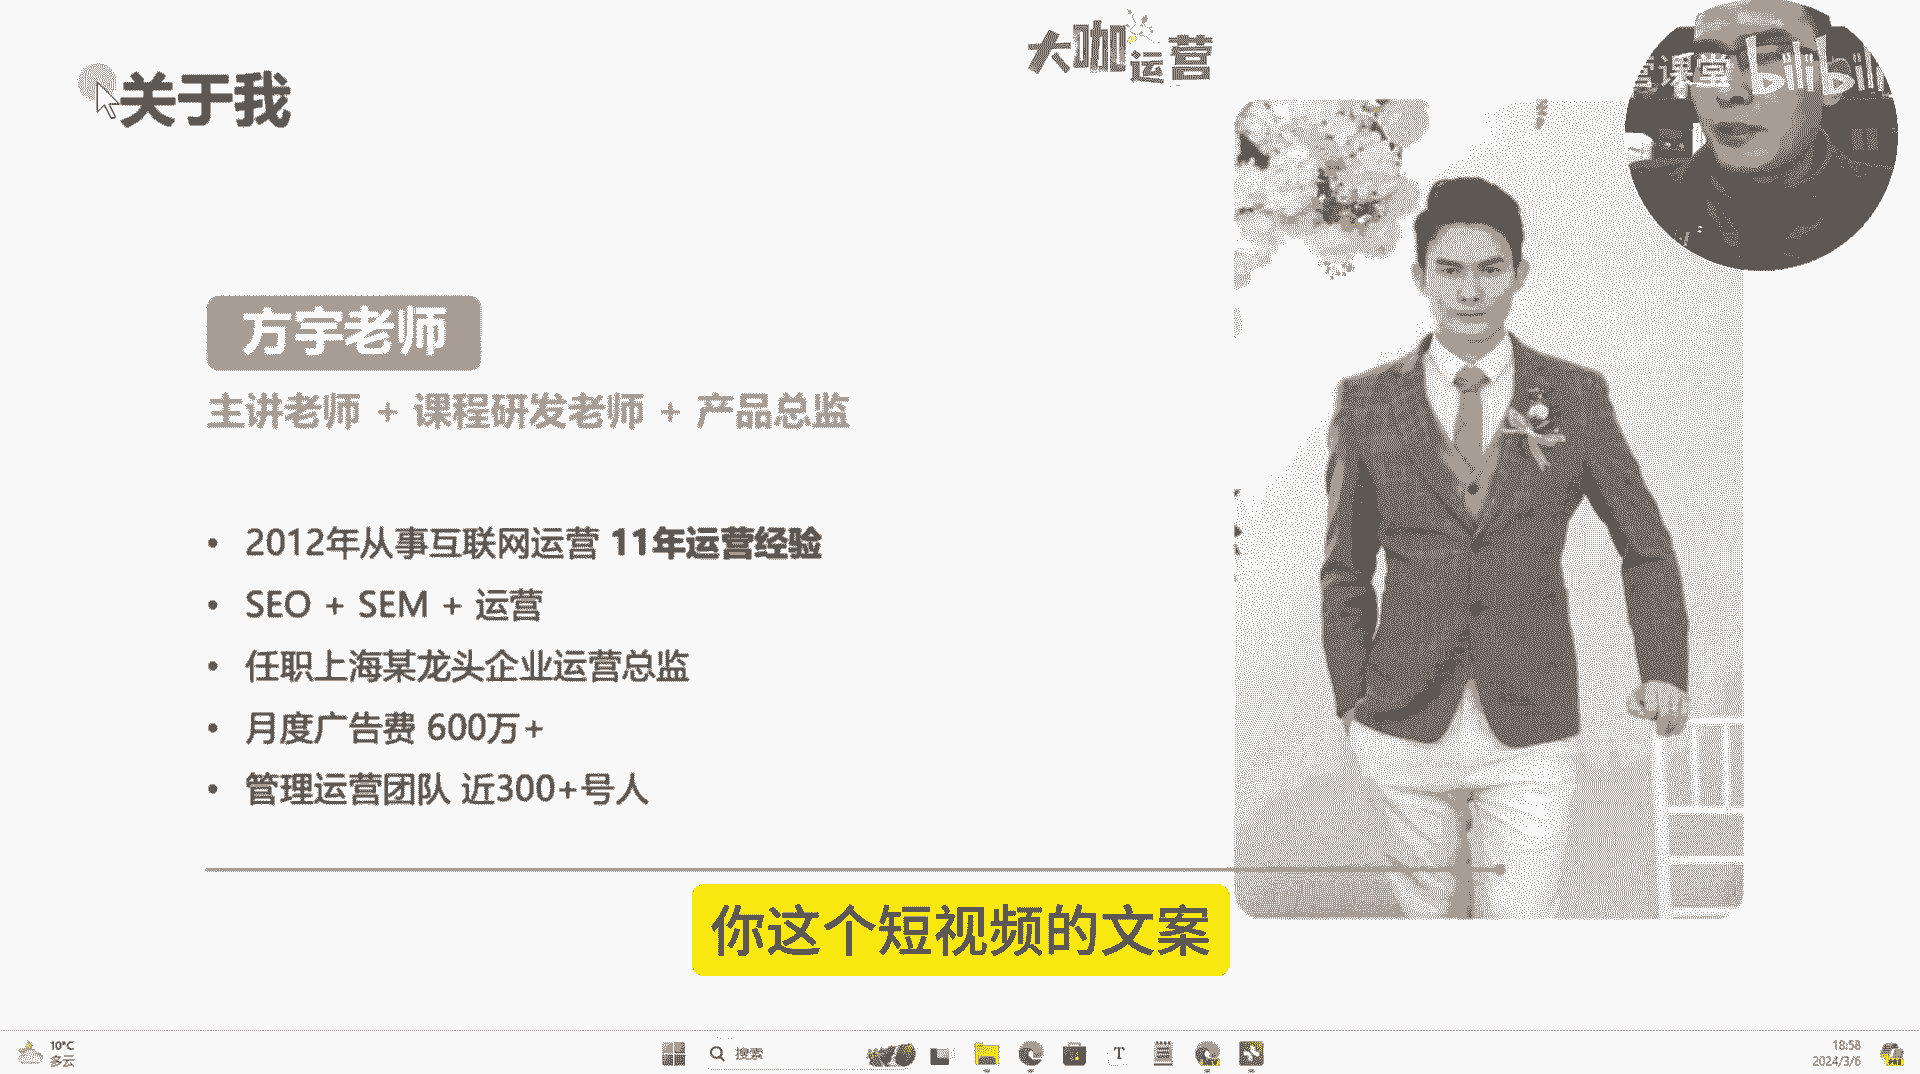 大咖运营
营课堂 bilibili
关于我
方宇老师
主讲老师 + 课程研发老师 + 产品总监
• 2012年从事互联网运营 11年运营经验
• SEO + SEM + 运营
• 任职上海某龙头企业运营总监
• 月度广告费 600万+
• 管理运营团队 近300+号人
你这个短视频的文案
10°C
多云
搜索
18:58
2024/3/6